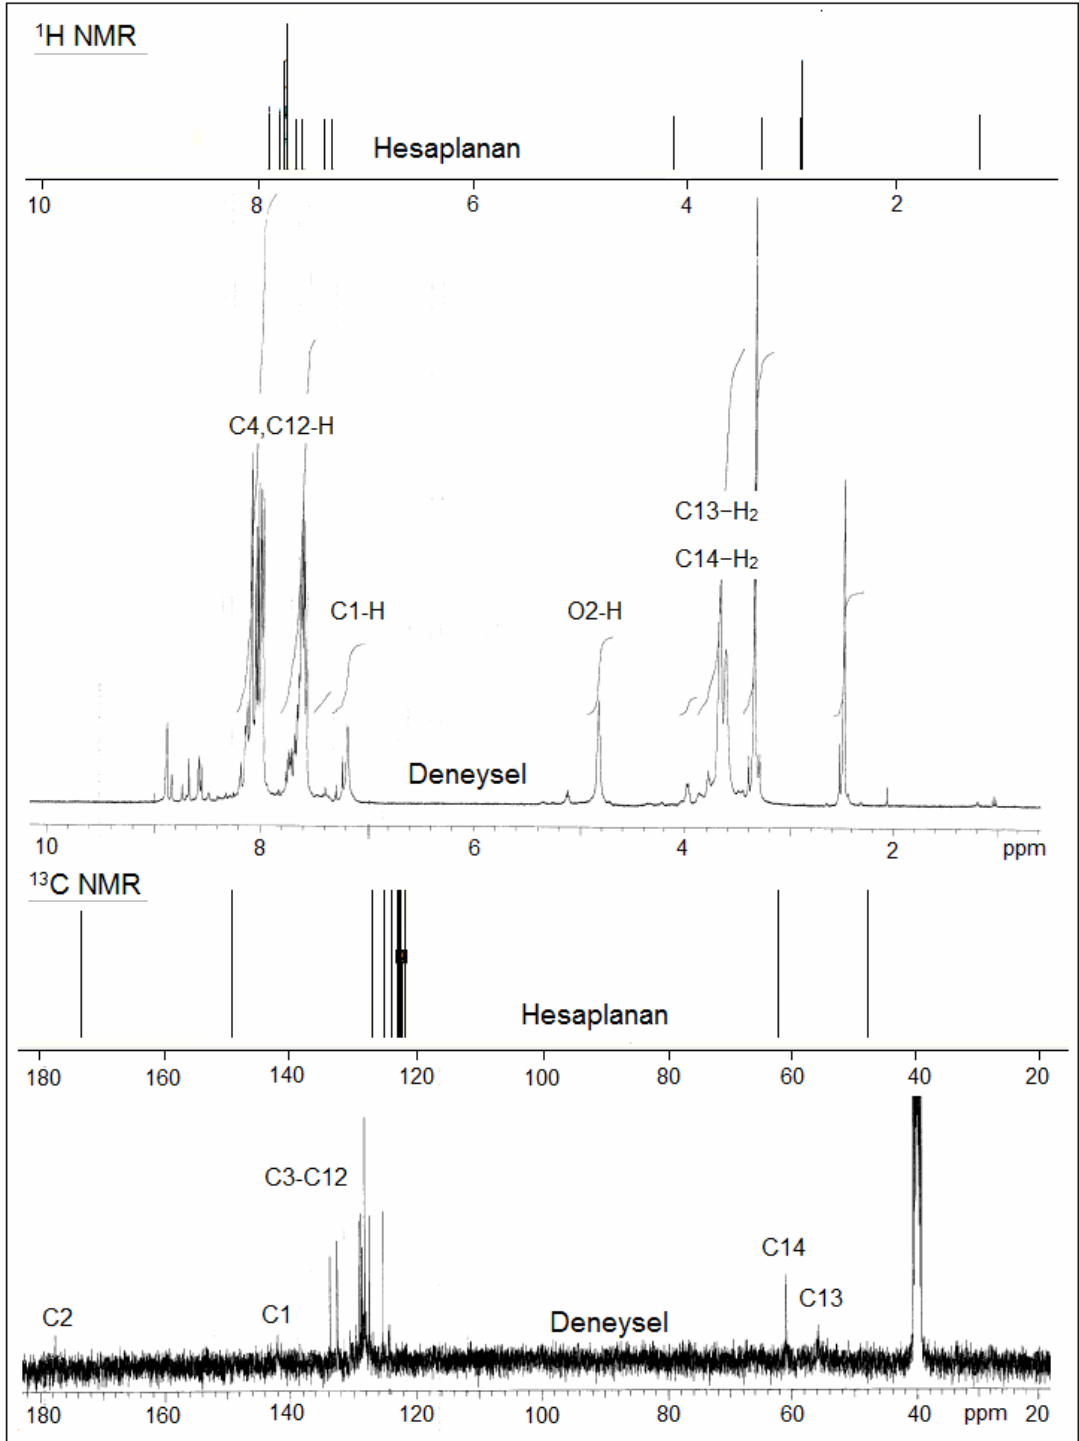 ¹H NMR
Hesaplanan
10 8 6 4 2
C4,C12-H
C13-H₂
C14-H₂
C1-H O2-H
Deneysel
10 8 6 4 2 ppm
¹³C NMR
Hesaplanan
180 160 140 120 100 80 60 40 20
C3-C12
C14
C13
C2 C1 Deneysel
180 160 140 120 100 80 60 40 ppm 20